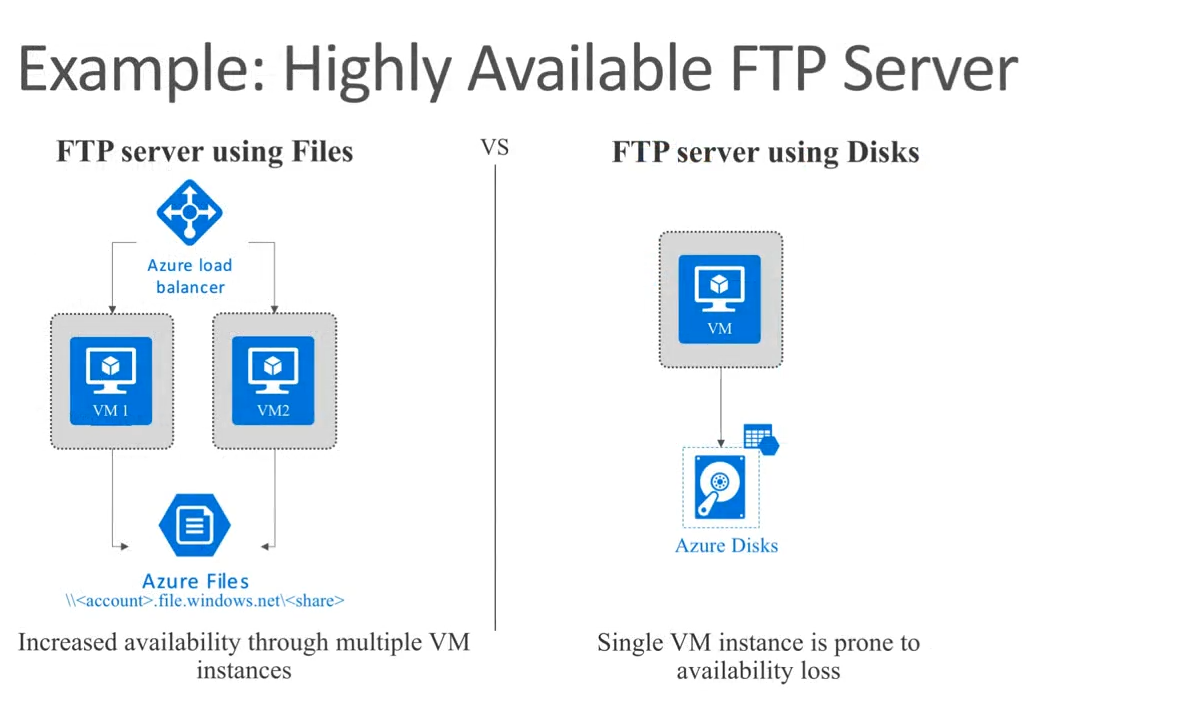 Example: Highly Available FTP Server
FTP server using Files
VS
FTP server using Disks
Azure load
balancer
VM 1
VM2
Azure Files
\\<account>.file.windows.net\<share>
Increased availability through multiple VM
instances
VM
Azure Disks
Single VM instance is prone to
availability loss